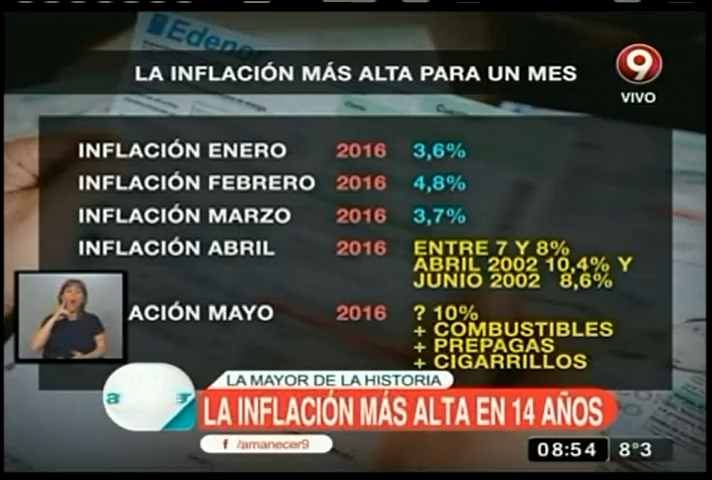 Edenor
LA INFLACIÓN MÁS ALTA PARA UN MES
9
VIVO
INFLACIÓN ENERO 2016 3,6%
INFLACIÓN FEBRERO 2016 4,8%
INFLACIÓN MARZO 2016 3,7%
INFLACIÓN ABRIL 2016 ENTRE 7 Y 8%
ABRIL 2002 10,4% Y
JUNIO 2002 8,6%
ACIÓN MAYO 2016 ? 10%
+ COMBUSTIBLES
+ PREPAGAS
+ CIGARRILLOS
LA MAYOR DE LA HISTORIA
LA INFLACIÓN MÁS ALTA EN 14 AÑOS
f /amanecer9
08:54 8°3